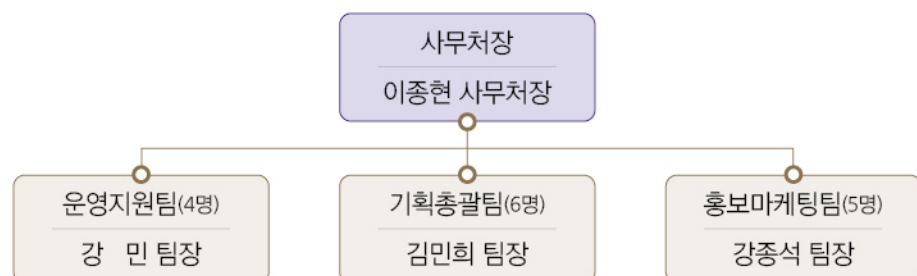 사무처장
이종현 사무처장
운영지원팀(4명)
강 민 팀장
기획총괄팀(6명)
김민희 팀장
홍보마케팅팀(5명)
강종석 팀장